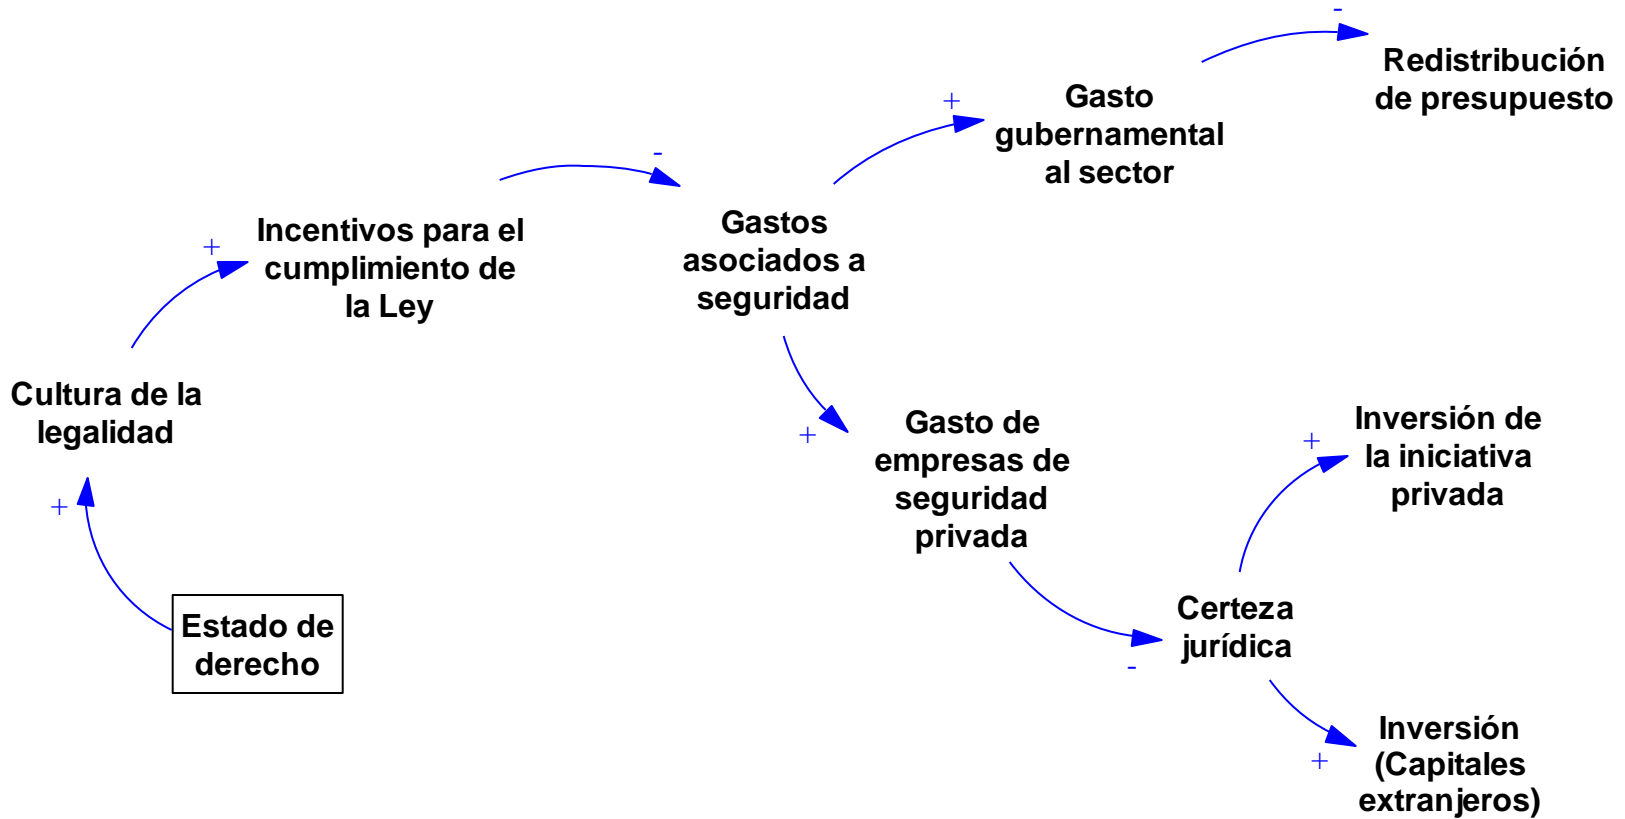 -
Redistribución
de presupuesto
+
Gasto
gubernamental
al sector
-
Gastos
asociados a
seguridad
+
Incentivos para el
cumplimiento de
la Ley
Cultura de la
legalidad
+
Estado de
derecho
+
Gasto de
empresas de
seguridad
privada
-
Certeza
jurídica
+
Inversión de
la iniciativa
privada
+
Inversión
(Capitales
extranjeros)